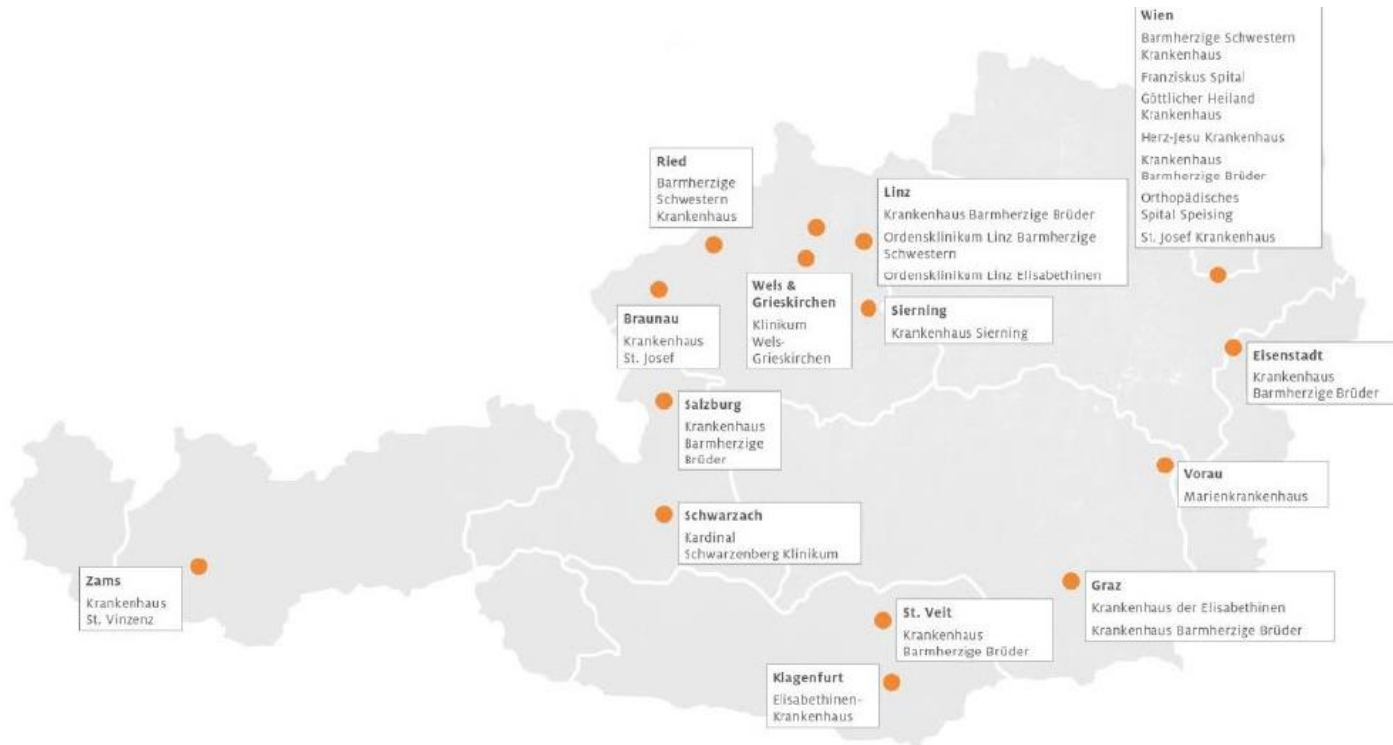 Wien
Barmherzige Schwestern
Krankenhaus
Franziskus Spital
Göttlicher Heiland
Krankenhaus
Herz-Jesu Krankenhaus
Krankenhaus
Barmherzige Brüder
Orthopädisches
Spital Speising
St. Josef Krankenhaus
Ried
Barmherzige
Schwestern
Krankenhaus
Linz
Krankenhaus Barmherzige Brüder
Ordensklinikum Linz Barmherzige
Schwestern
Ordensklinikum Linz Elisabethinen
Wels &
Grieskirchen
Klinikum
Wels-
Grieskirchen
Sierning
Krankenhaus Sierning
Braunau
Krankenhaus
St. Josef
Eisenstadt
Krankenhaus
Barmherzige Brüder
Salzburg
Krankenhaus
Barmherzige
Brüder
Vorau
Marienkrankenhaus
Schwarzach
Kardinal
Schwarzenberg Klinikum
Zams
Krankenhaus
St. Vinzenz
Graz
Krankenhaus der Elisabethinen
Krankenhaus Barmherzige Brüder
St. Veit
Krankenhaus
Barmherzige Brüder
Klagenfurt
Elisabethinen-
Krankenhaus